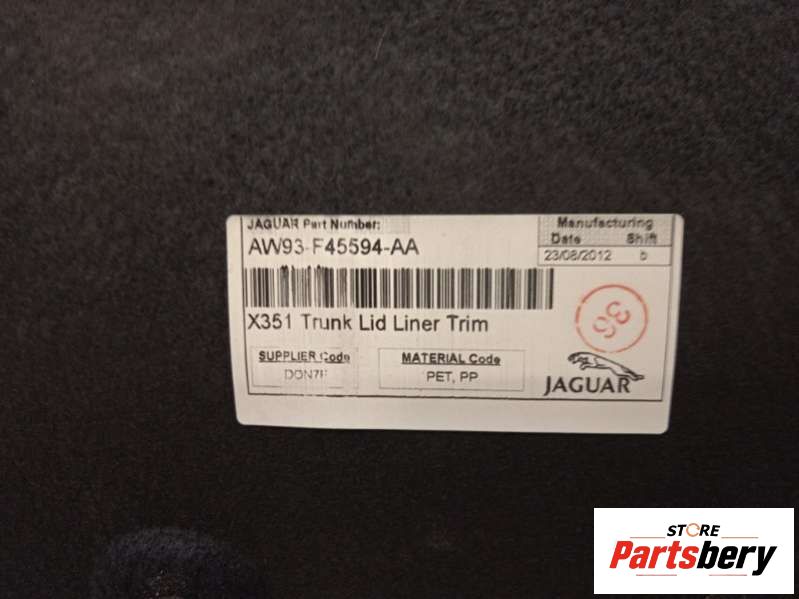 JAGUAR Part Number:
AW93-F45594-AA
Manufacturing
Date Shift
23/08/2012 b
X351 Trunk Lid Liner Trim
SUPPLIER Code
MATERIAL Code
PET, PP
36
JAGUAR
STORE
Partsbery